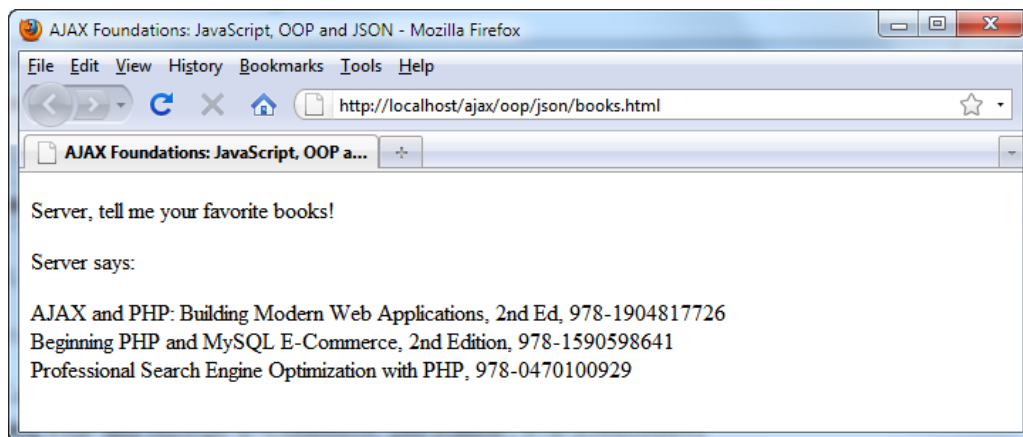 AJAX Foundations: JavaScript, OOP and JSON - Mozilla Firefox
File Edit View History Bookmarks Tools Help
http://localhost/ajax/oop/json/books.html
AJAX Foundations: JavaScript, OOP a...
Server, tell me your favorite books!
Server says:
AJAX and PHP: Building Modern Web Applications, 2nd Ed, 978-1904817726
Beginning PHP and MySQL E-Commerce, 2nd Edition, 978-1590598641
Professional Search Engine Optimization with PHP, 978-0470100929